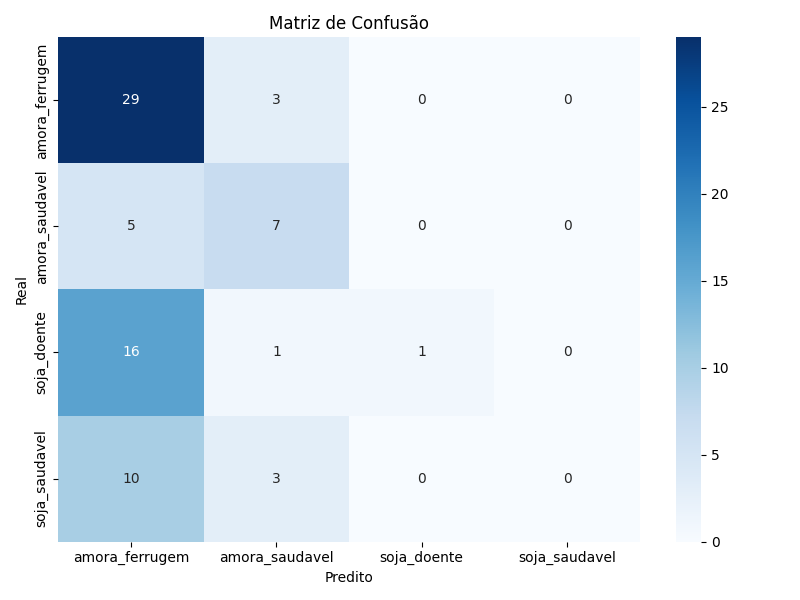 Matriz de Confusão
Real
amora_ferrugem
29 3 0 0
amora_saudavel
5 7 0 0
soja_doente
16 1 1 0
soja_saudavel
10 3 0 0
amora_ferrugem amora_saudavel soja_doente soja_saudavel
Predito
25
20
15
10
5
0